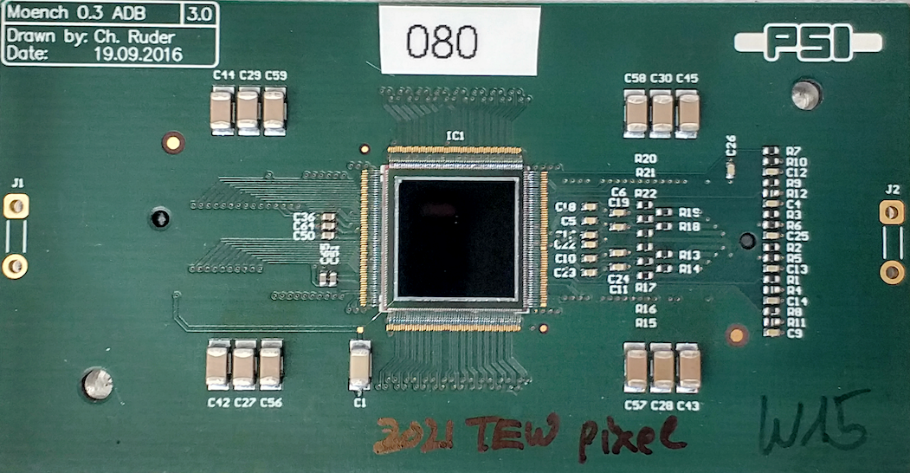 Moench 0.3 ADB 3.0
Drawn by: Ch. Ruder
Date: 19.09.2016
080
PSI
C44 C29 C59
C58 C30 C45
IC1
C26
R20
R21
R22
C6
C19
C18
C5
C22
C10
C23
C24
C11
R17
R16
R15
R19
R18
R13
R14
R7
R10
C12
R9
R12
C4
R3
R6
C25
R2
R5
C13
R1
R4
C14
R8
R11
C9
J1
J2
C36
C64
C50
C42 C27 C56
C1
C57 C28 C43
2021 TEW pixel
W15